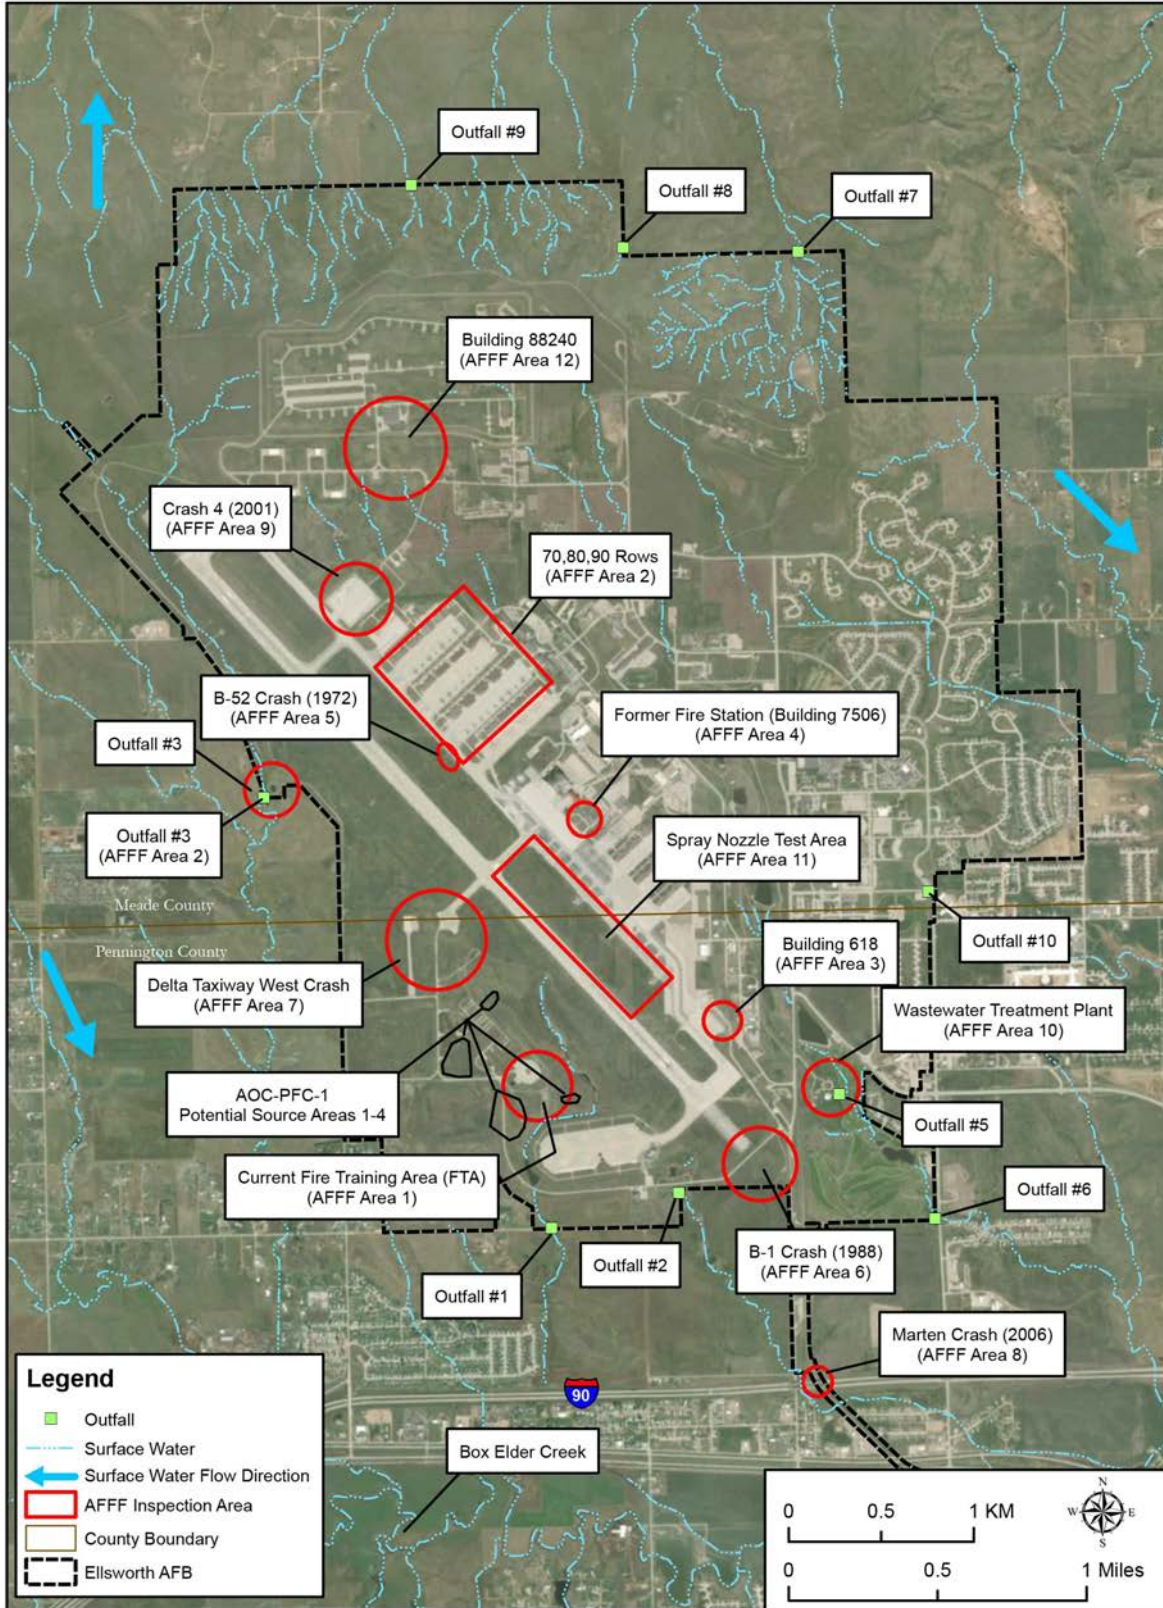 Outfall #9
Outfall #8
Outfall #7
Building 88240
(AFFF Area 12)
Crash 4 (2001)
(AFFF Area 9)
70,80,90 Rows
(AFFF Area 2)
B-52 Crash (1972)
(AFFF Area 5)
Former Fire Station (Building 7506)
(AFFF Area 4)
Outfall #3
Outfall #3
(AFFF Area 2)
Spray Nozzle Test Area
(AFFF Area 11)
Meade County
Pennington County
Outfall #10
Building 618
(AFFF Area 3)
Delta Taxiway West Crash
(AFFF Area 7)
Wastewater Treatment Plant
(AFFF Area 10)
AOC-PFC-1
Potential Source Areas 1-4
Outfall #5
Current Fire Training Area (FTA)
(AFFF Area 1)
Outfall #6
Outfall #2
B-1 Crash (1988)
(AFFF Area 6)
Outfall #1
Marten Crash (2006)
(AFFF Area 8)
90
Box Elder Creek
Legend
Outfall
Surface Water
Surface Water Flow Direction
AFFF Inspection Area
County Boundary
Ellsworth AFB
0 0.5 1 KM
0 0.5 1 Miles
N
W E
S